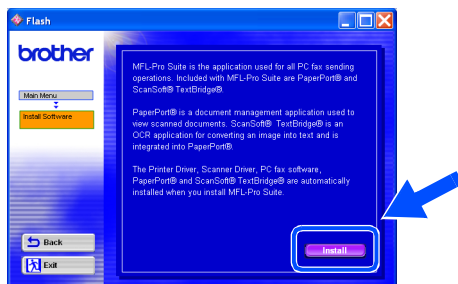 Flash
brother
Main Menu
Install Software
MFL-Pro Suite is the application used for all PC fax sending
operations. Included with MFL-Pro Suite are PaperPort® and
ScanSoft® TextBridge®.
PaperPort® is a document management application used to
view scanned documents. ScanSoft® TextBridge® is an
OCR application for converting an image into text and is
integrated into PaperPort®.
The Printer Driver, Scanner Driver, PC fax software,
PaperPort® and ScanSoft® TextBridge® are automatically
installed when you install MFL-Pro Suite.
Back
Install
Exit